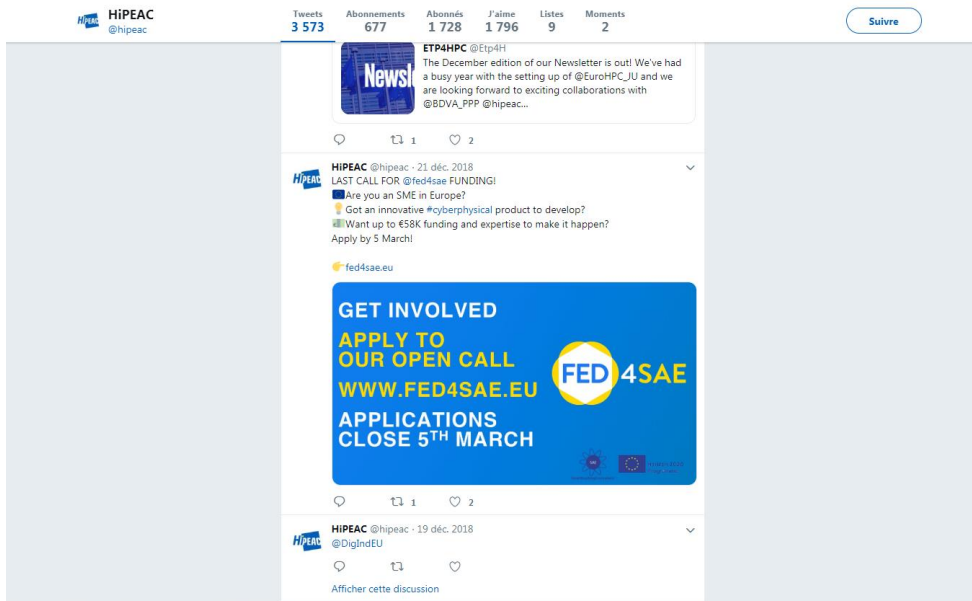 HiPEAC
@hipeac
Tweets
3 573
Abonnements
677
Abonnés
1 728
J'aime
1 796
Listes
9
Moments
2
Suivre
Newsl
ETP4HPC @Etp4H
The December edition of our Newsletter is out! We've had
a busy year with the setting up of @EuroHPC_JU and we
are looking forward to exciting collaborations with
@BDVA_PPP @hipeac...
1
2
HiPEAC
HiPEAC @hipeac · 21 déc. 2018
LAST CALL FOR @fed4sae FUNDING!
Are you an SME in Europe?
Got an innovative #cyberphysical product to develop?
Want up to €58K funding and expertise to make it happen?
Apply by 5 March!
fed4sae.eu
GET INVOLVED
APPLY TO
OUR OPEN CALL
WWW.FED4SAE.EU
APPLICATIONS
CLOSE 5TH MARCH
FED4SAE
1
2
HiPEAC
HiPEAC @hipeac · 19 déc. 2018
@DigIndEU
Afficher cette discussion